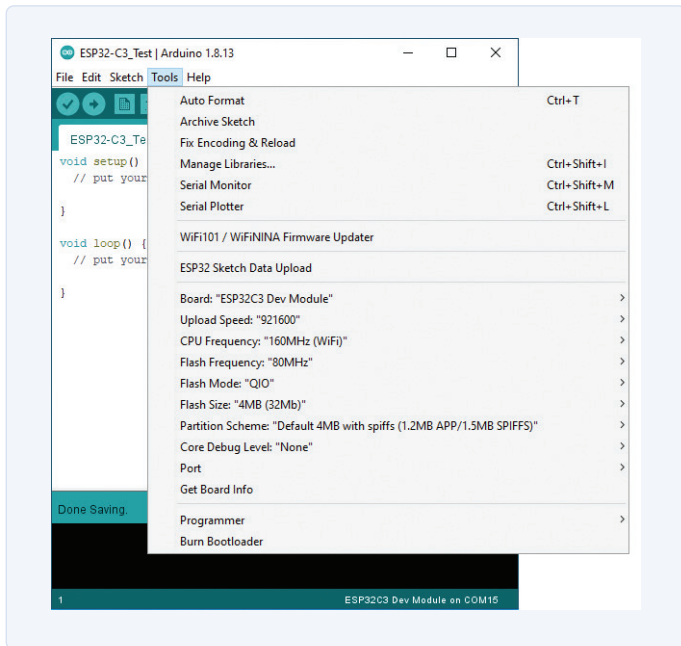 ESP32-C3_Test | Arduino 1.8.13
File Edit Sketch Tools Help
ESP32-C3_Te
void setup()
// put your
}
void loop() {
// put your
}
Auto Format Ctrl+T
Archive Sketch
Fix Encoding & Reload
Manage Libraries... Ctrl+Shift+I
Serial Monitor Ctrl+Shift+M
Serial Plotter Ctrl+Shift+L
WiFi101 / WiFiNINA Firmware Updater
ESP32 Sketch Data Upload
Board: "ESP32C3 Dev Module"
Upload Speed: "921600"
CPU Frequency: "160MHz (WiFi)"
Flash Frequency: "80MHz"
Flash Mode: "QIO"
Flash Size: "4MB (32Mb)"
Partition Scheme: "Default 4MB with spiffs (1.2MB APP/1.5MB SPIFFS)"
Core Debug Level: "None"
Port
Get Board Info
Programmer
Burn Bootloader
Done Saving.
1 ESP32C3 Dev Module on COM15